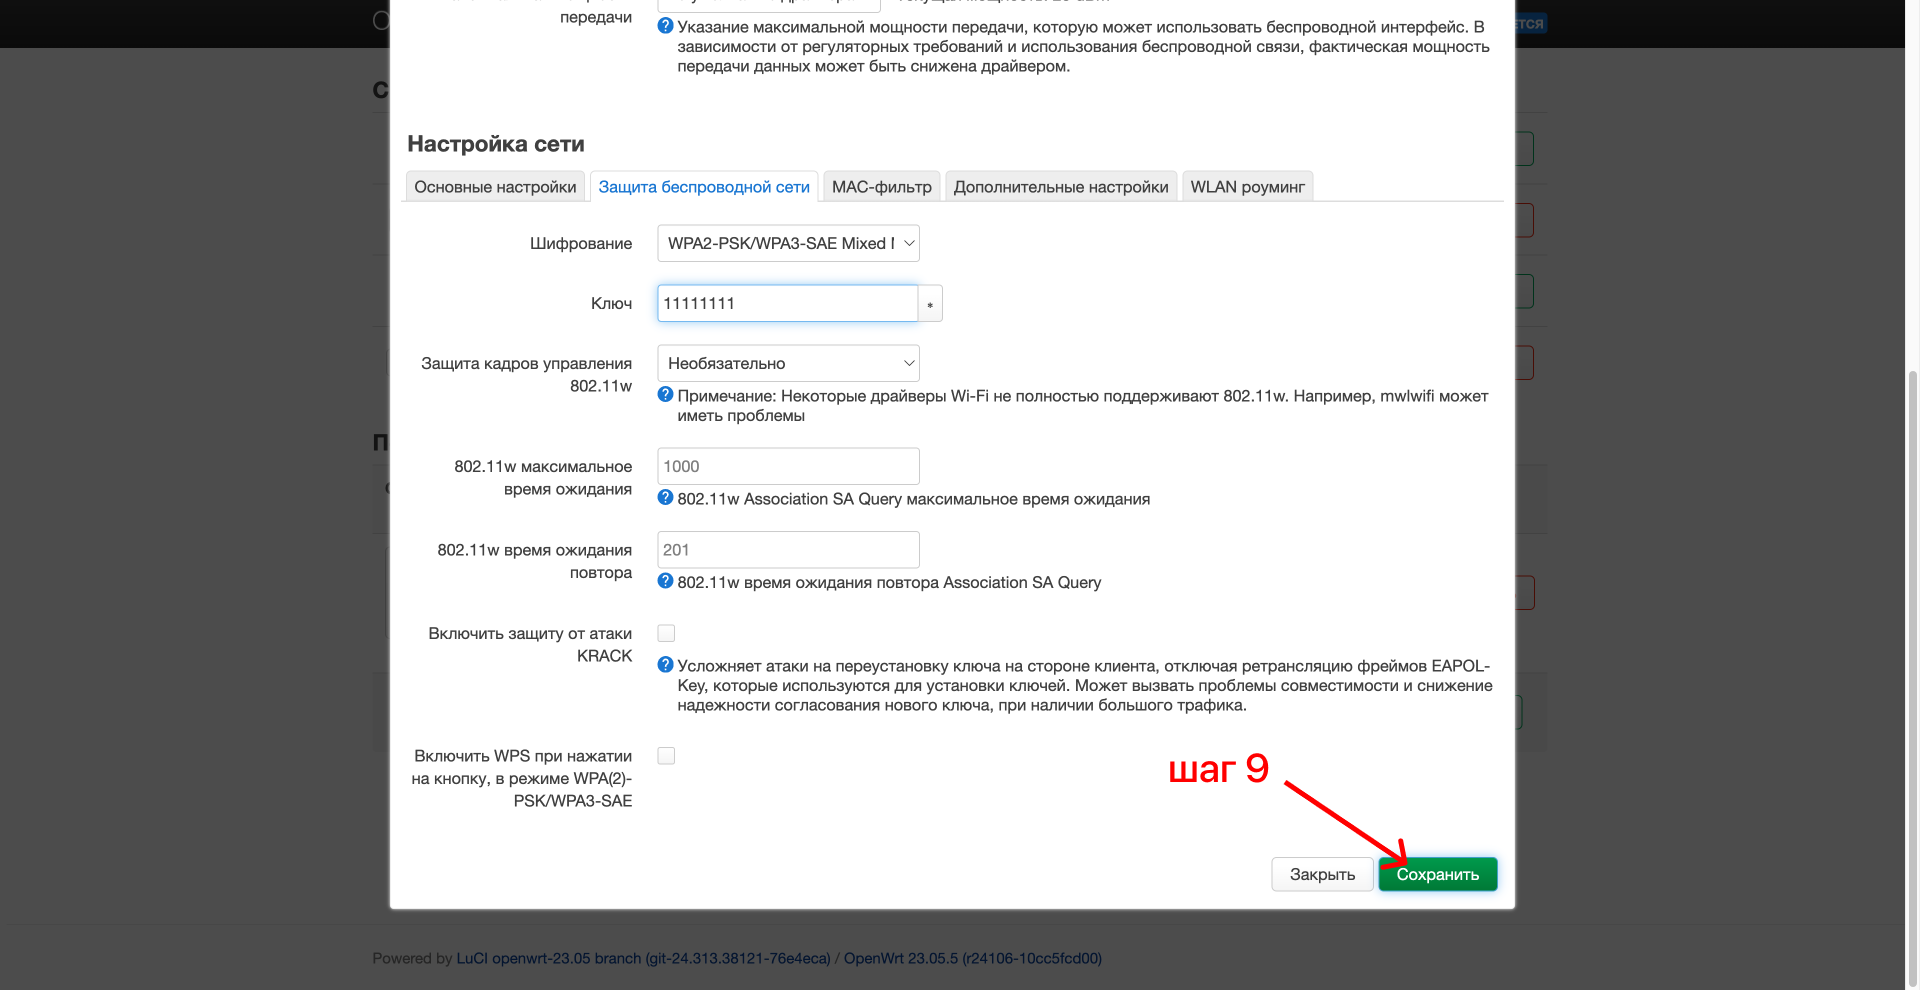 передачи
Указание максимальной мощности передачи, которую может использовать беспроводной интерфейс. В
зависимости от регуляторных требований и использования беспроводной связи, фактическая мощность
передачи данных может быть снижена драйвером.
Настройка сети
Основные настройки
Защита беспроводной сети
MAC-фильтр
Дополнительные настройки
WLAN роуминг
Шифрование
WPA2-PSK/WPA3-SAE Mixed
Ключ
11111111
*
Защита кадров управления
802.11w
Необязательно
Примечание: Некоторые драйверы Wi-Fi не полностью поддерживают 802.11w. Например, mwlwifi может
иметь проблемы
802.11w максимальное
время ожидания
1000
802.11w Association SA Query максимальное время ожидания
802.11w время ожидания
повтора
201
802.11w время ожидания повтора Association SA Query
Включить защиту от атаки
KRACK
Усложняет атаки на переустановку ключа на стороне клиента, отключая ретрансляцию фреймов EAPOL-
Key, которые используются для установки ключей. Может вызвать проблемы совместимости и снижение
надежности согласования нового ключа, при наличии большого трафика.
Включить WPS при нажатии
на кнопку, в режиме WPA(2)-
PSK/WPA3-SAE
шаг 9
Закрыть
Сохранить
Powered by LuCI openwrt-23.05 branch (git-24.313.38121-76e4eca) / OpenWrt 23.05.5 (r24106-10cc5fcd00)